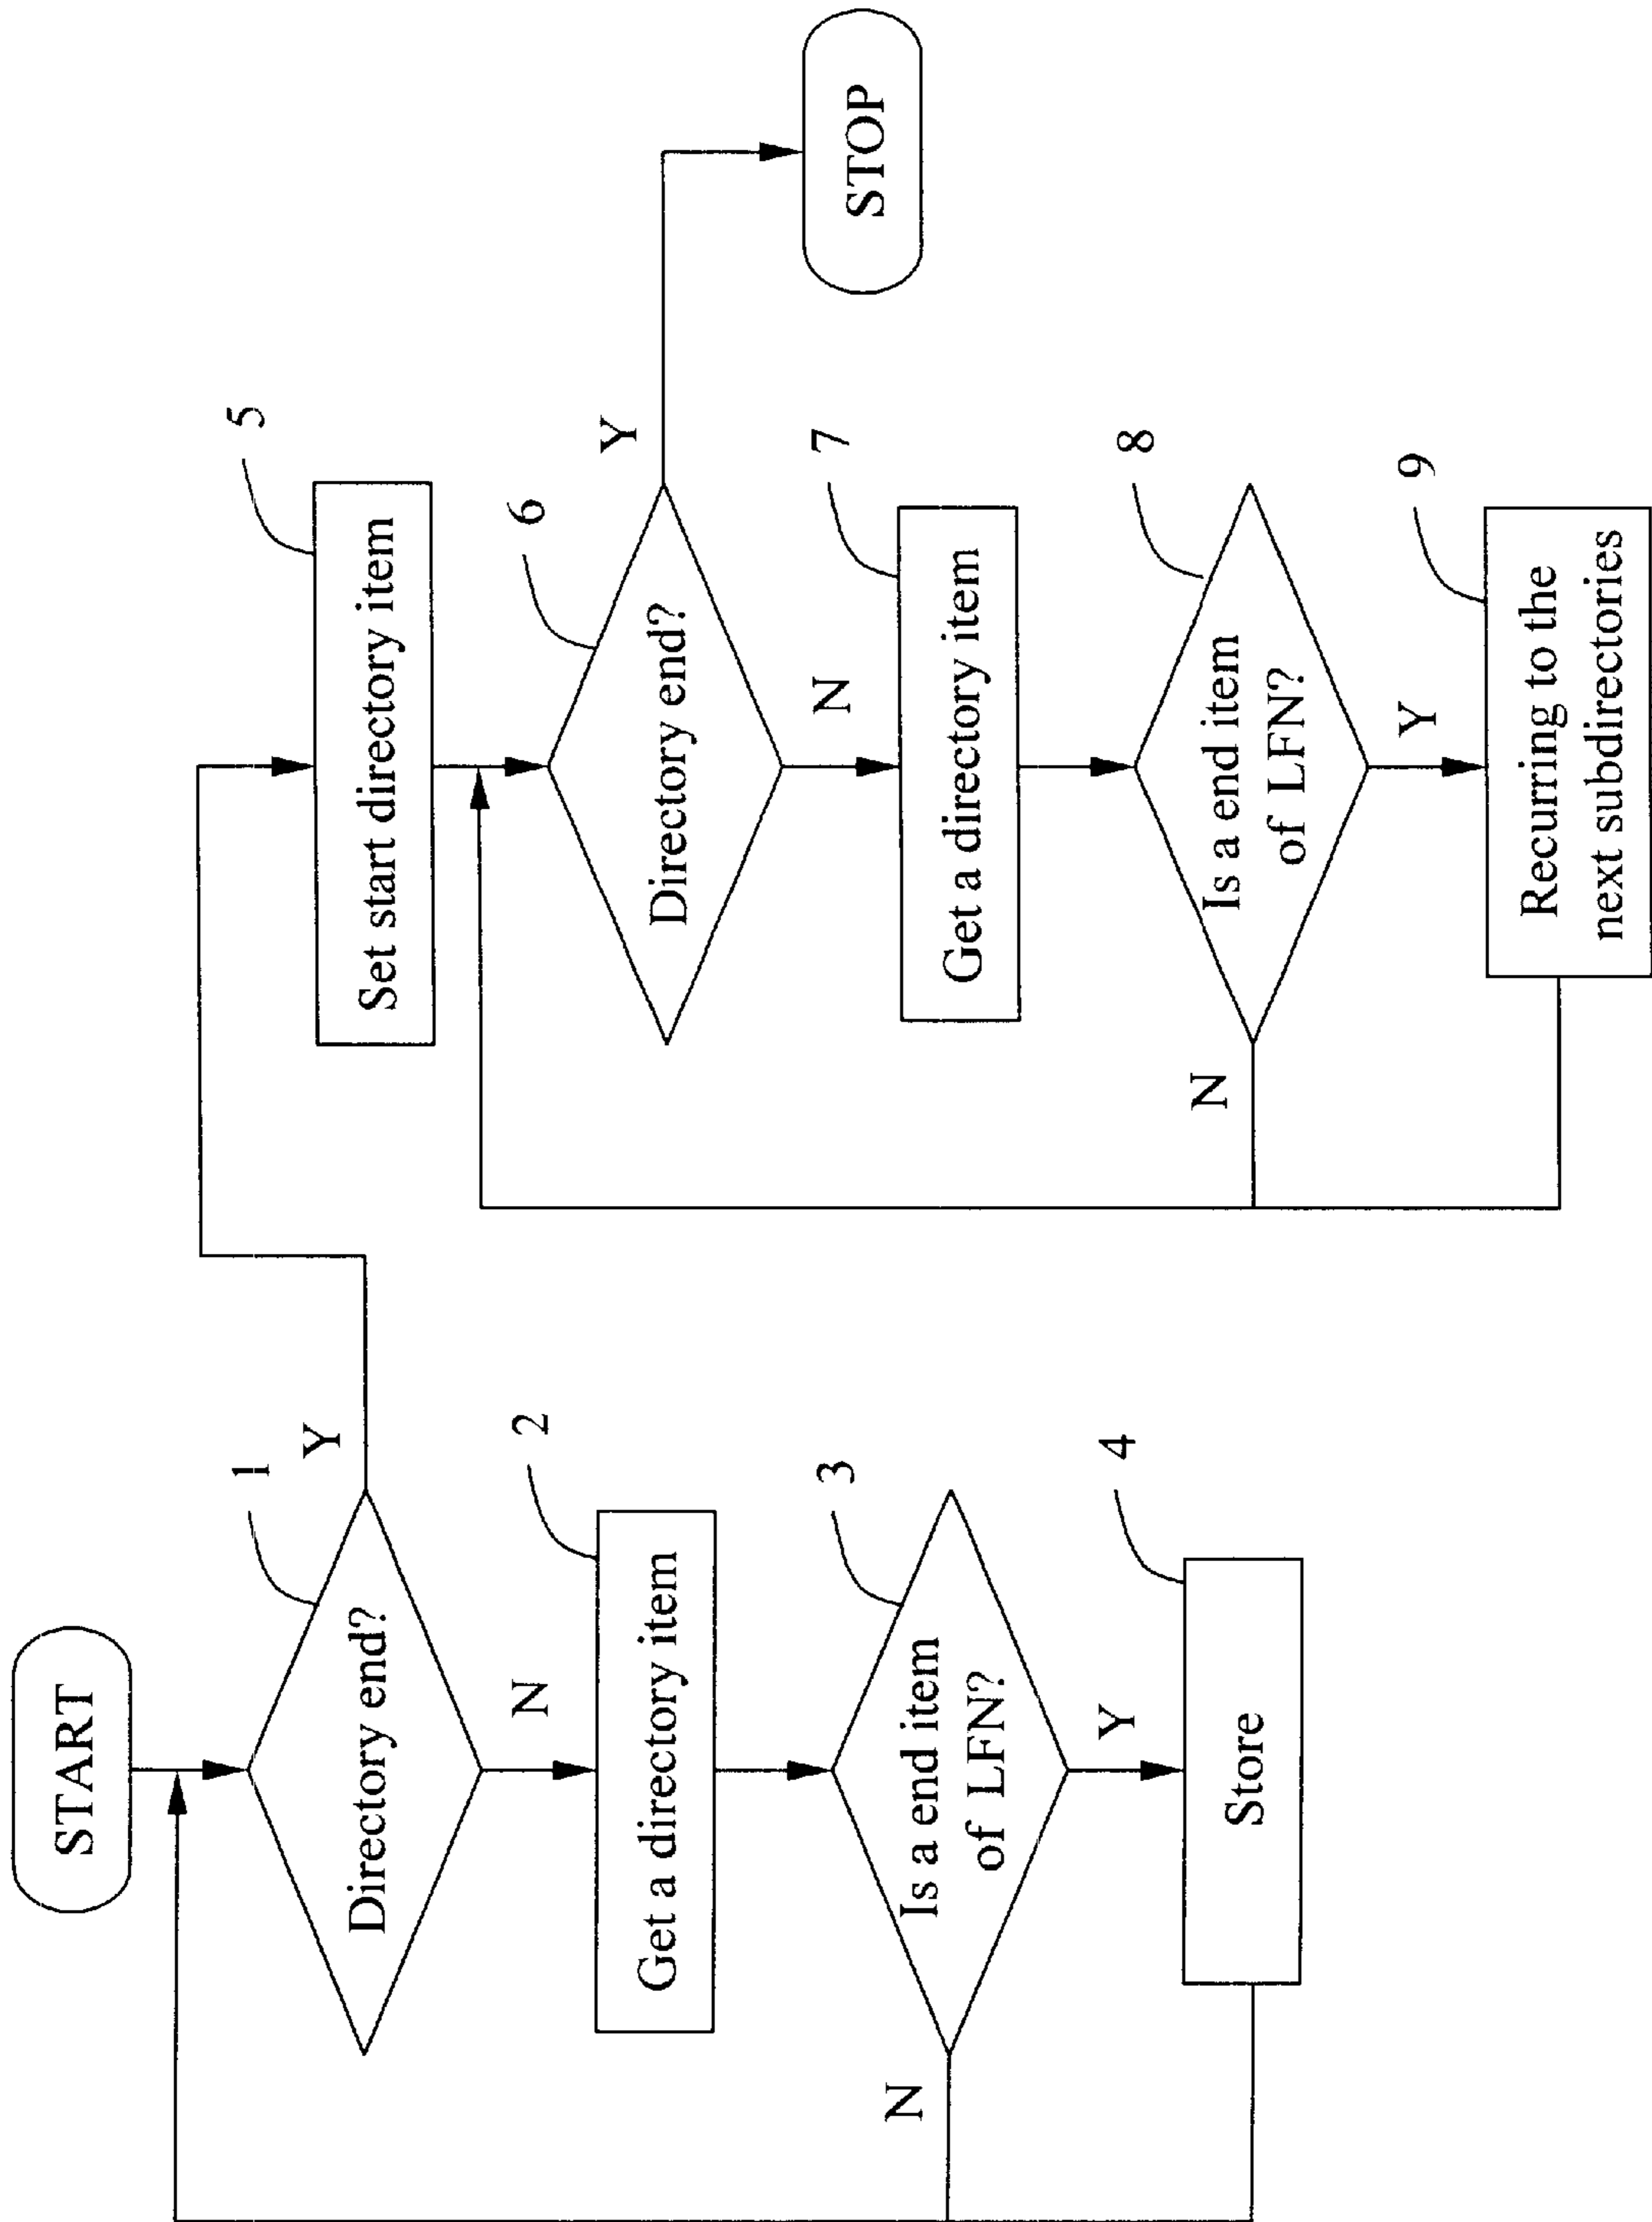 START
1
Directory end?
Y
N
2
Get a directory item
3
Is a end item
of LFN?
N
Y
4
Store
5
Set start directory item
6
Directory end?
Y
N
7
Get a directory item
8
Is a end item
of LFN?
N
Y
9
Recurring to the
next subdirectories
STOP